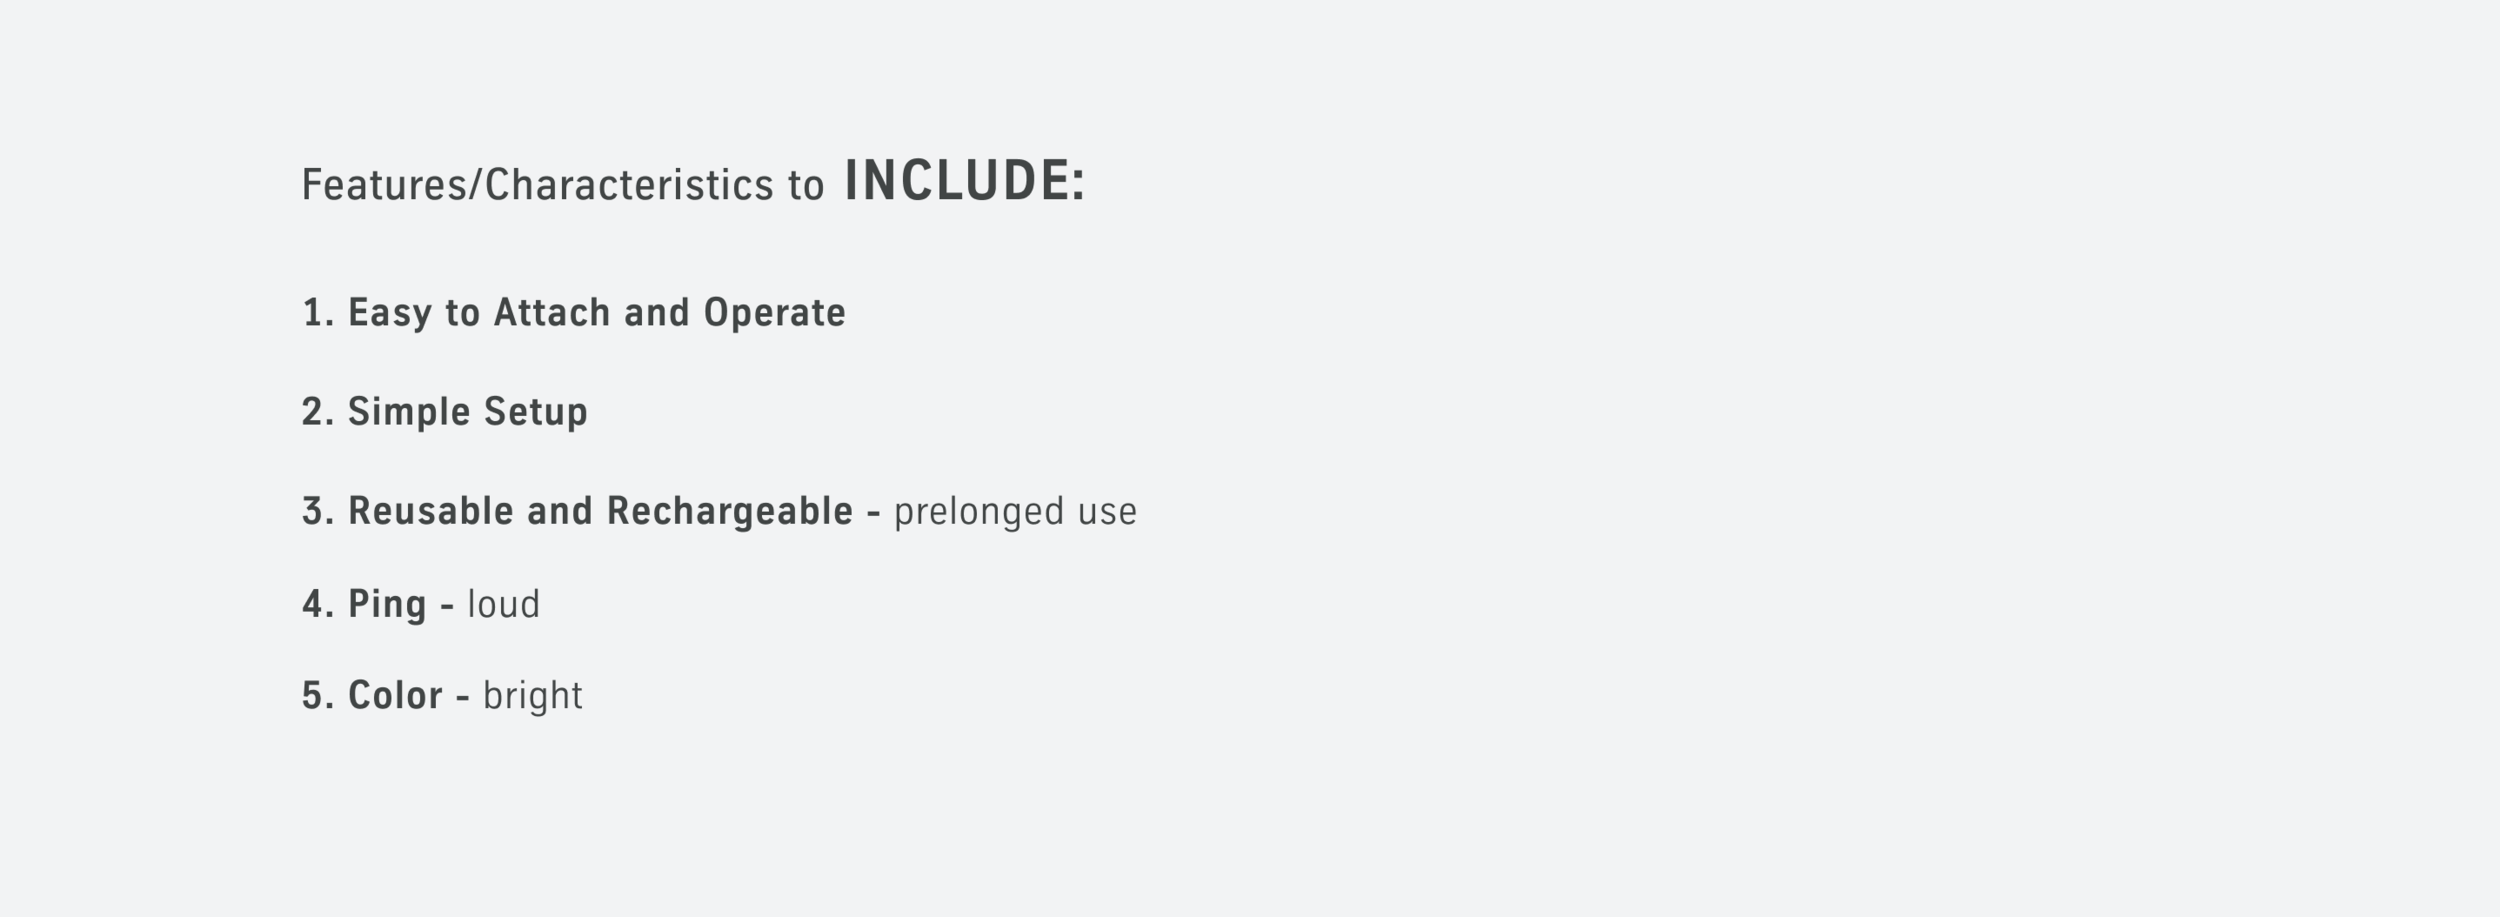 Features/Characteristics to INCLUDE:
1. Easy to Attach and Operate
2. Simple Setup
3. Reusable and Rechargeable - prelonged use
4. Ping - loud
5. Color - bright